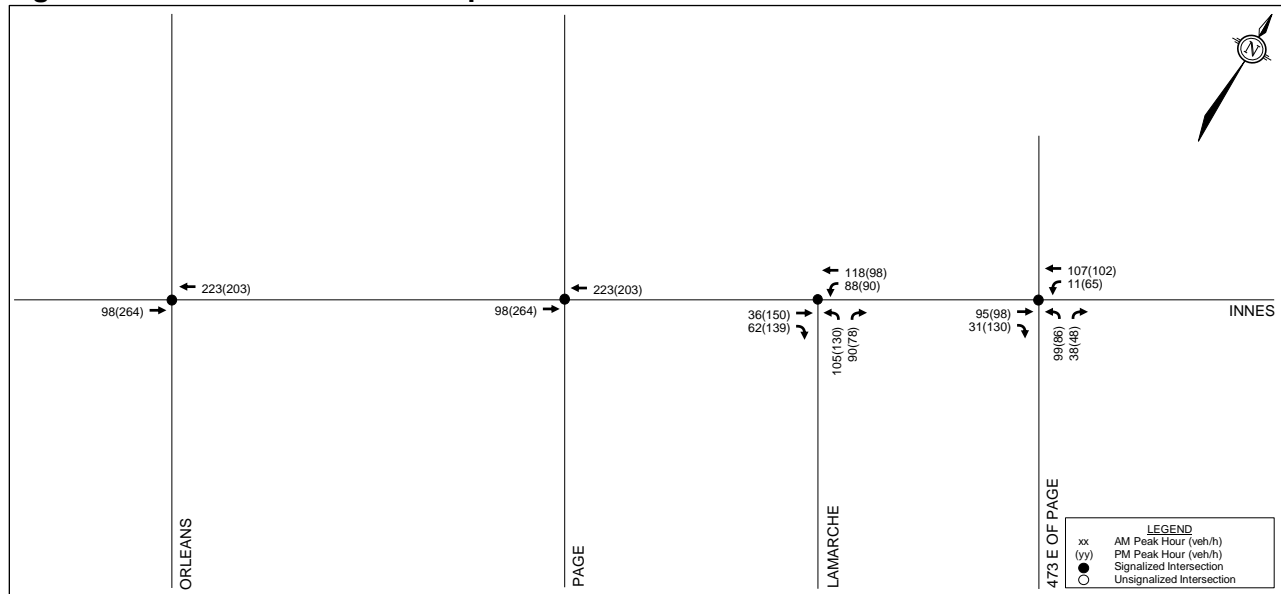 N
223(203)
98(264)
223(203)
98(264)
118(98)
88(90)
36(150)
62(139)
105(130)
90(78)
107(102)
11(65)
95(98)
31(130)
99(86)
38(48)
INNES
ORLEANS
PAGE
LAMARCHE
473 E OF PAGE
LEGEND
xx AM Peak Hour (veh/h)
(yy) PM Peak Hour (veh/h)
Signalized Intersection
Unsignalized Intersection